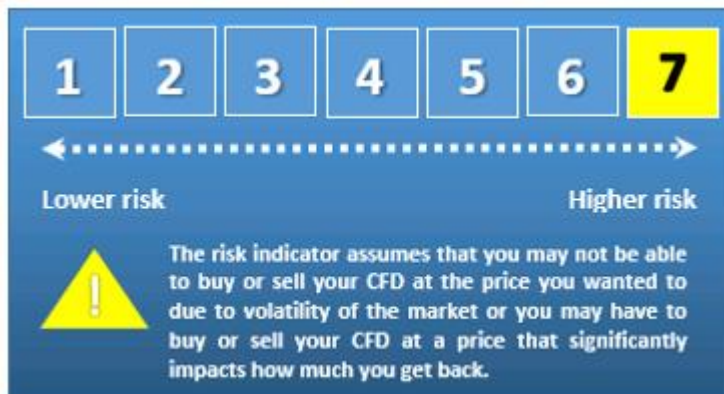 1 2 3 4 5 6 7
Lower risk Higher risk
!
The risk indicator assumes that you may not be able
to buy or sell your CFD at the price you wanted to
due to volatility of the market or you may have to
buy or sell your CFD at a price that significantly
impacts how much you get back.